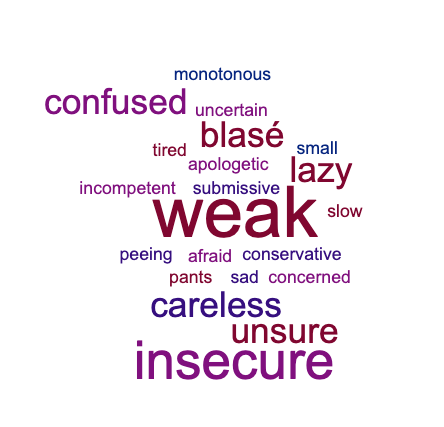 monotonous
confused uncertain
blasé
tired small
apologetic lazy
incompetent submissive
weak slow
peeing afraid conservative
pants sad concerned
careless
unsure
insecure